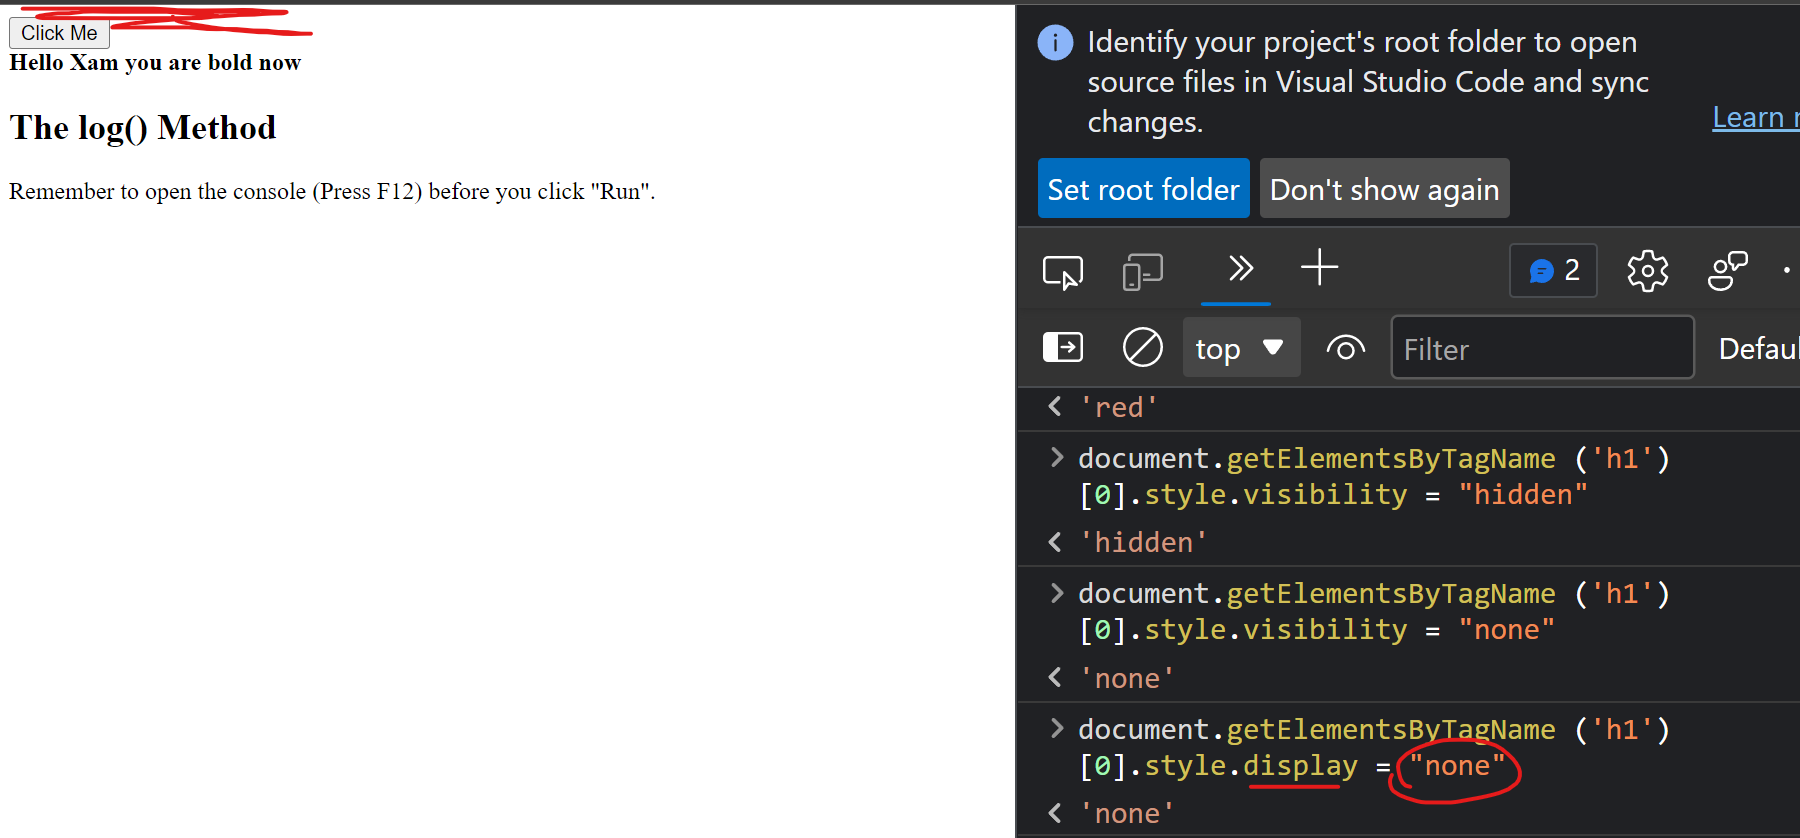 Click Me
Hello Xam you are bold now
The log() Method
Remember to open the console (Press F12) before you click "Run".
Identify your project's root folder to open
source files in Visual Studio Code and sync
changes.
Learn
Set root folder Don't show again
2
top Filter
'red'
document.getElementsByTagName ('h1')
[0].style.visibility = "hidden"
'hidden'
document.getElementsByTagName ('h1')
[0].style.visibility = "none"
'none'
document.getElementsByTagName ('h1')
[0].style.display = "none"
'none'